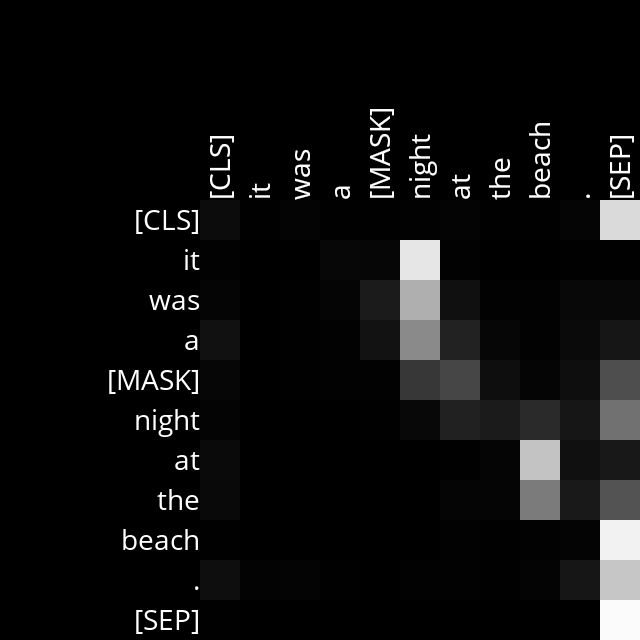 [CLS] it was a [MASK] night at the beach . [SEP]
[CLS]
it
was
a
[MASK]
night
at
the
beach
.
[SEP]